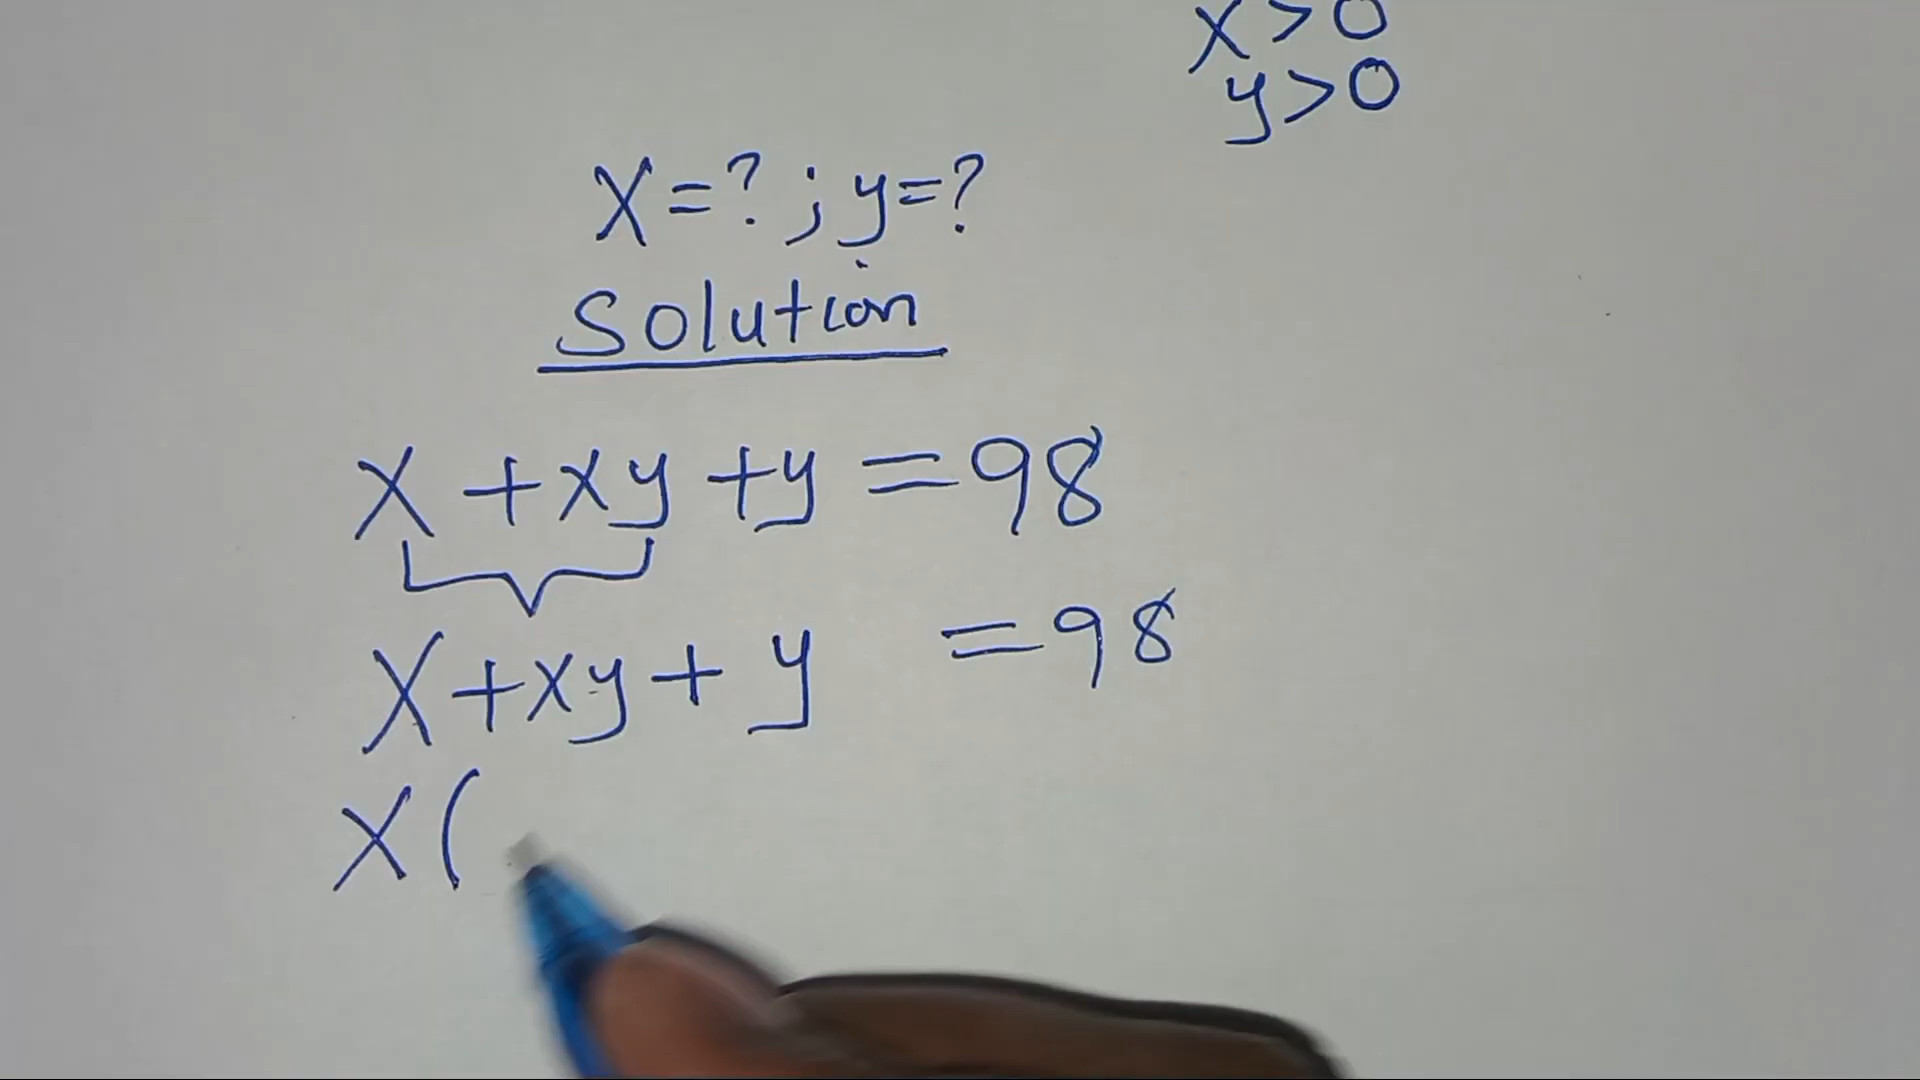 x>0
y>0
x=? ; y=?
Solution
x+xy+y=98
x+xy+y =98
x(